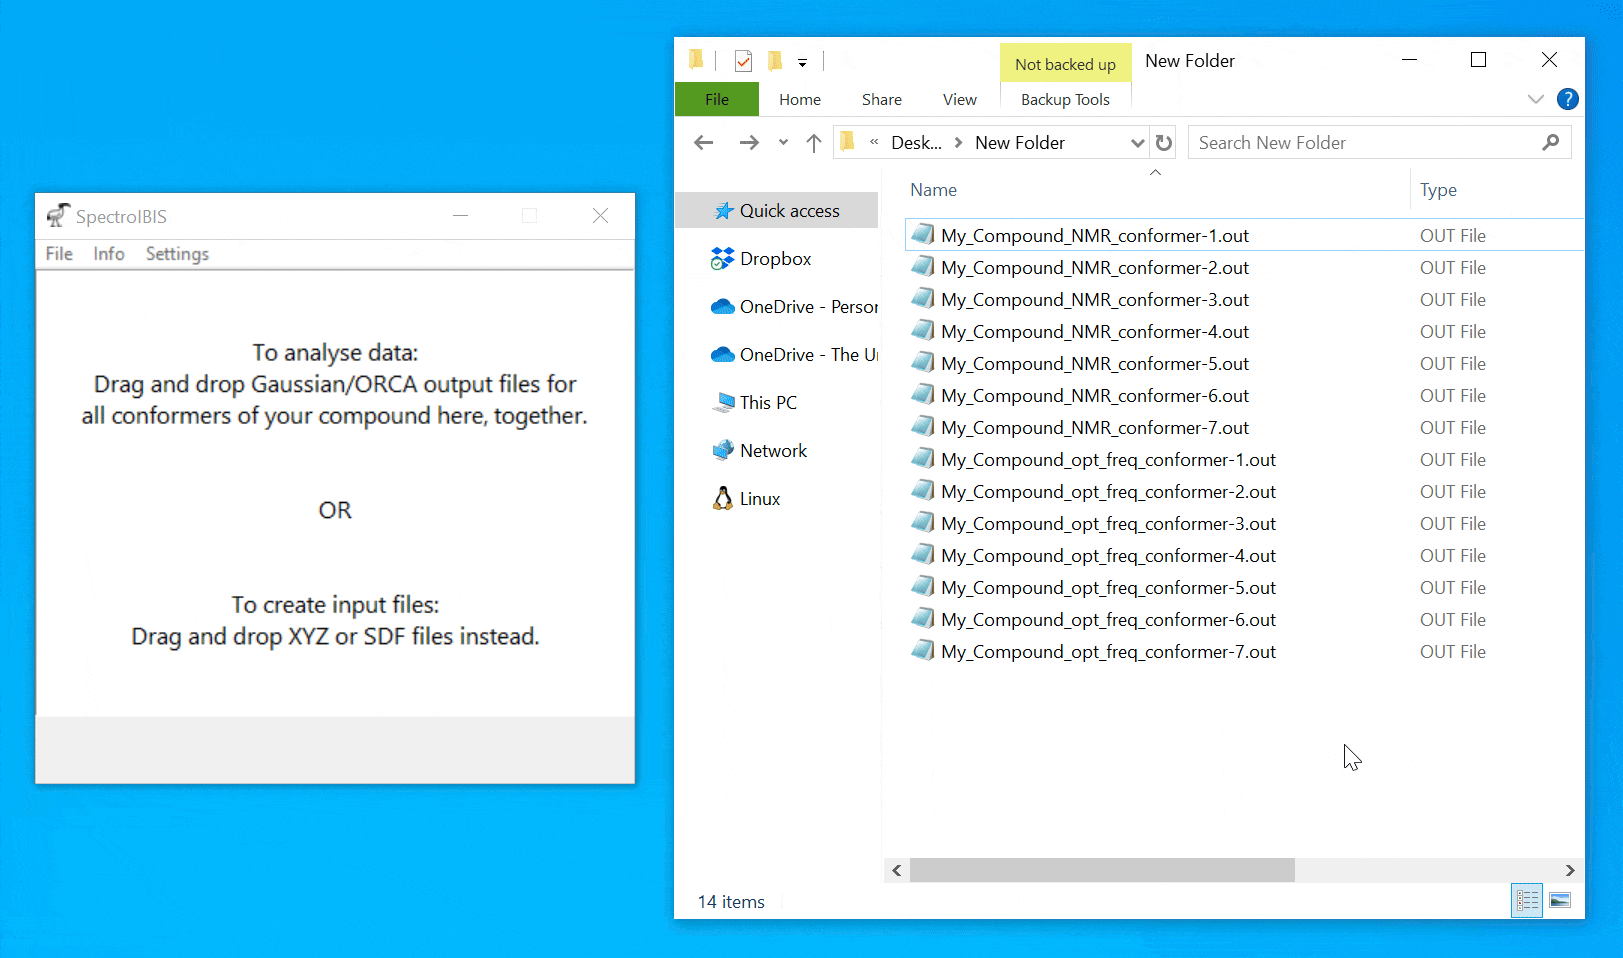 SpectroIBIS
File Info Settings
To analyse data:
Drag and drop Gaussian/ORCA output files for
all conformers of your compound here, together.
OR
To create input files:
Drag and drop XYZ or SDF files instead.
Not backed up New Folder
File Home Share View Backup Tools
?
« Desk... > New Folder
Search New Folder
Quick access
Dropbox
OneDrive - Persor
OneDrive - The U
This PC
Network
Linux
Name Type
My_Compound_NMR_conformer-1.out OUT File
My_Compound_NMR_conformer-2.out OUT File
My_Compound_NMR_conformer-3.out OUT File
My_Compound_NMR_conformer-4.out OUT File
My_Compound_NMR_conformer-5.out OUT File
My_Compound_NMR_conformer-6.out OUT File
My_Compound_NMR_conformer-7.out OUT File
My_Compound_opt_freq_conformer-1.out OUT File
My_Compound_opt_freq_conformer-2.out OUT File
My_Compound_opt_freq_conformer-3.out OUT File
My_Compound_opt_freq_conformer-4.out OUT File
My_Compound_opt_freq_conformer-5.out OUT File
My_Compound_opt_freq_conformer-6.out OUT File
My_Compound_opt_freq_conformer-7.out OUT File
14 items